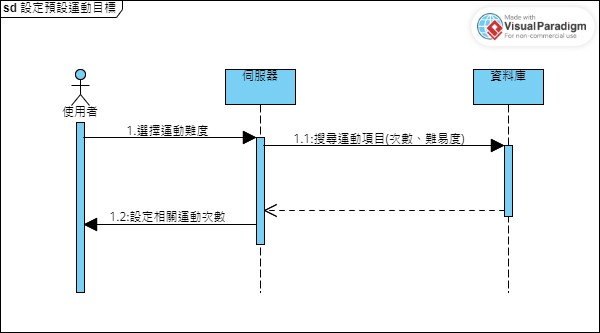 sd 設定預設運動目標
Made with
Visual Paradigm
For non-commercial use
伺服器
資料庫
使用者
1.選擇運動難度
1.1:搜尋運動項目(次數、難易度)
1.2:設定相關運動次數